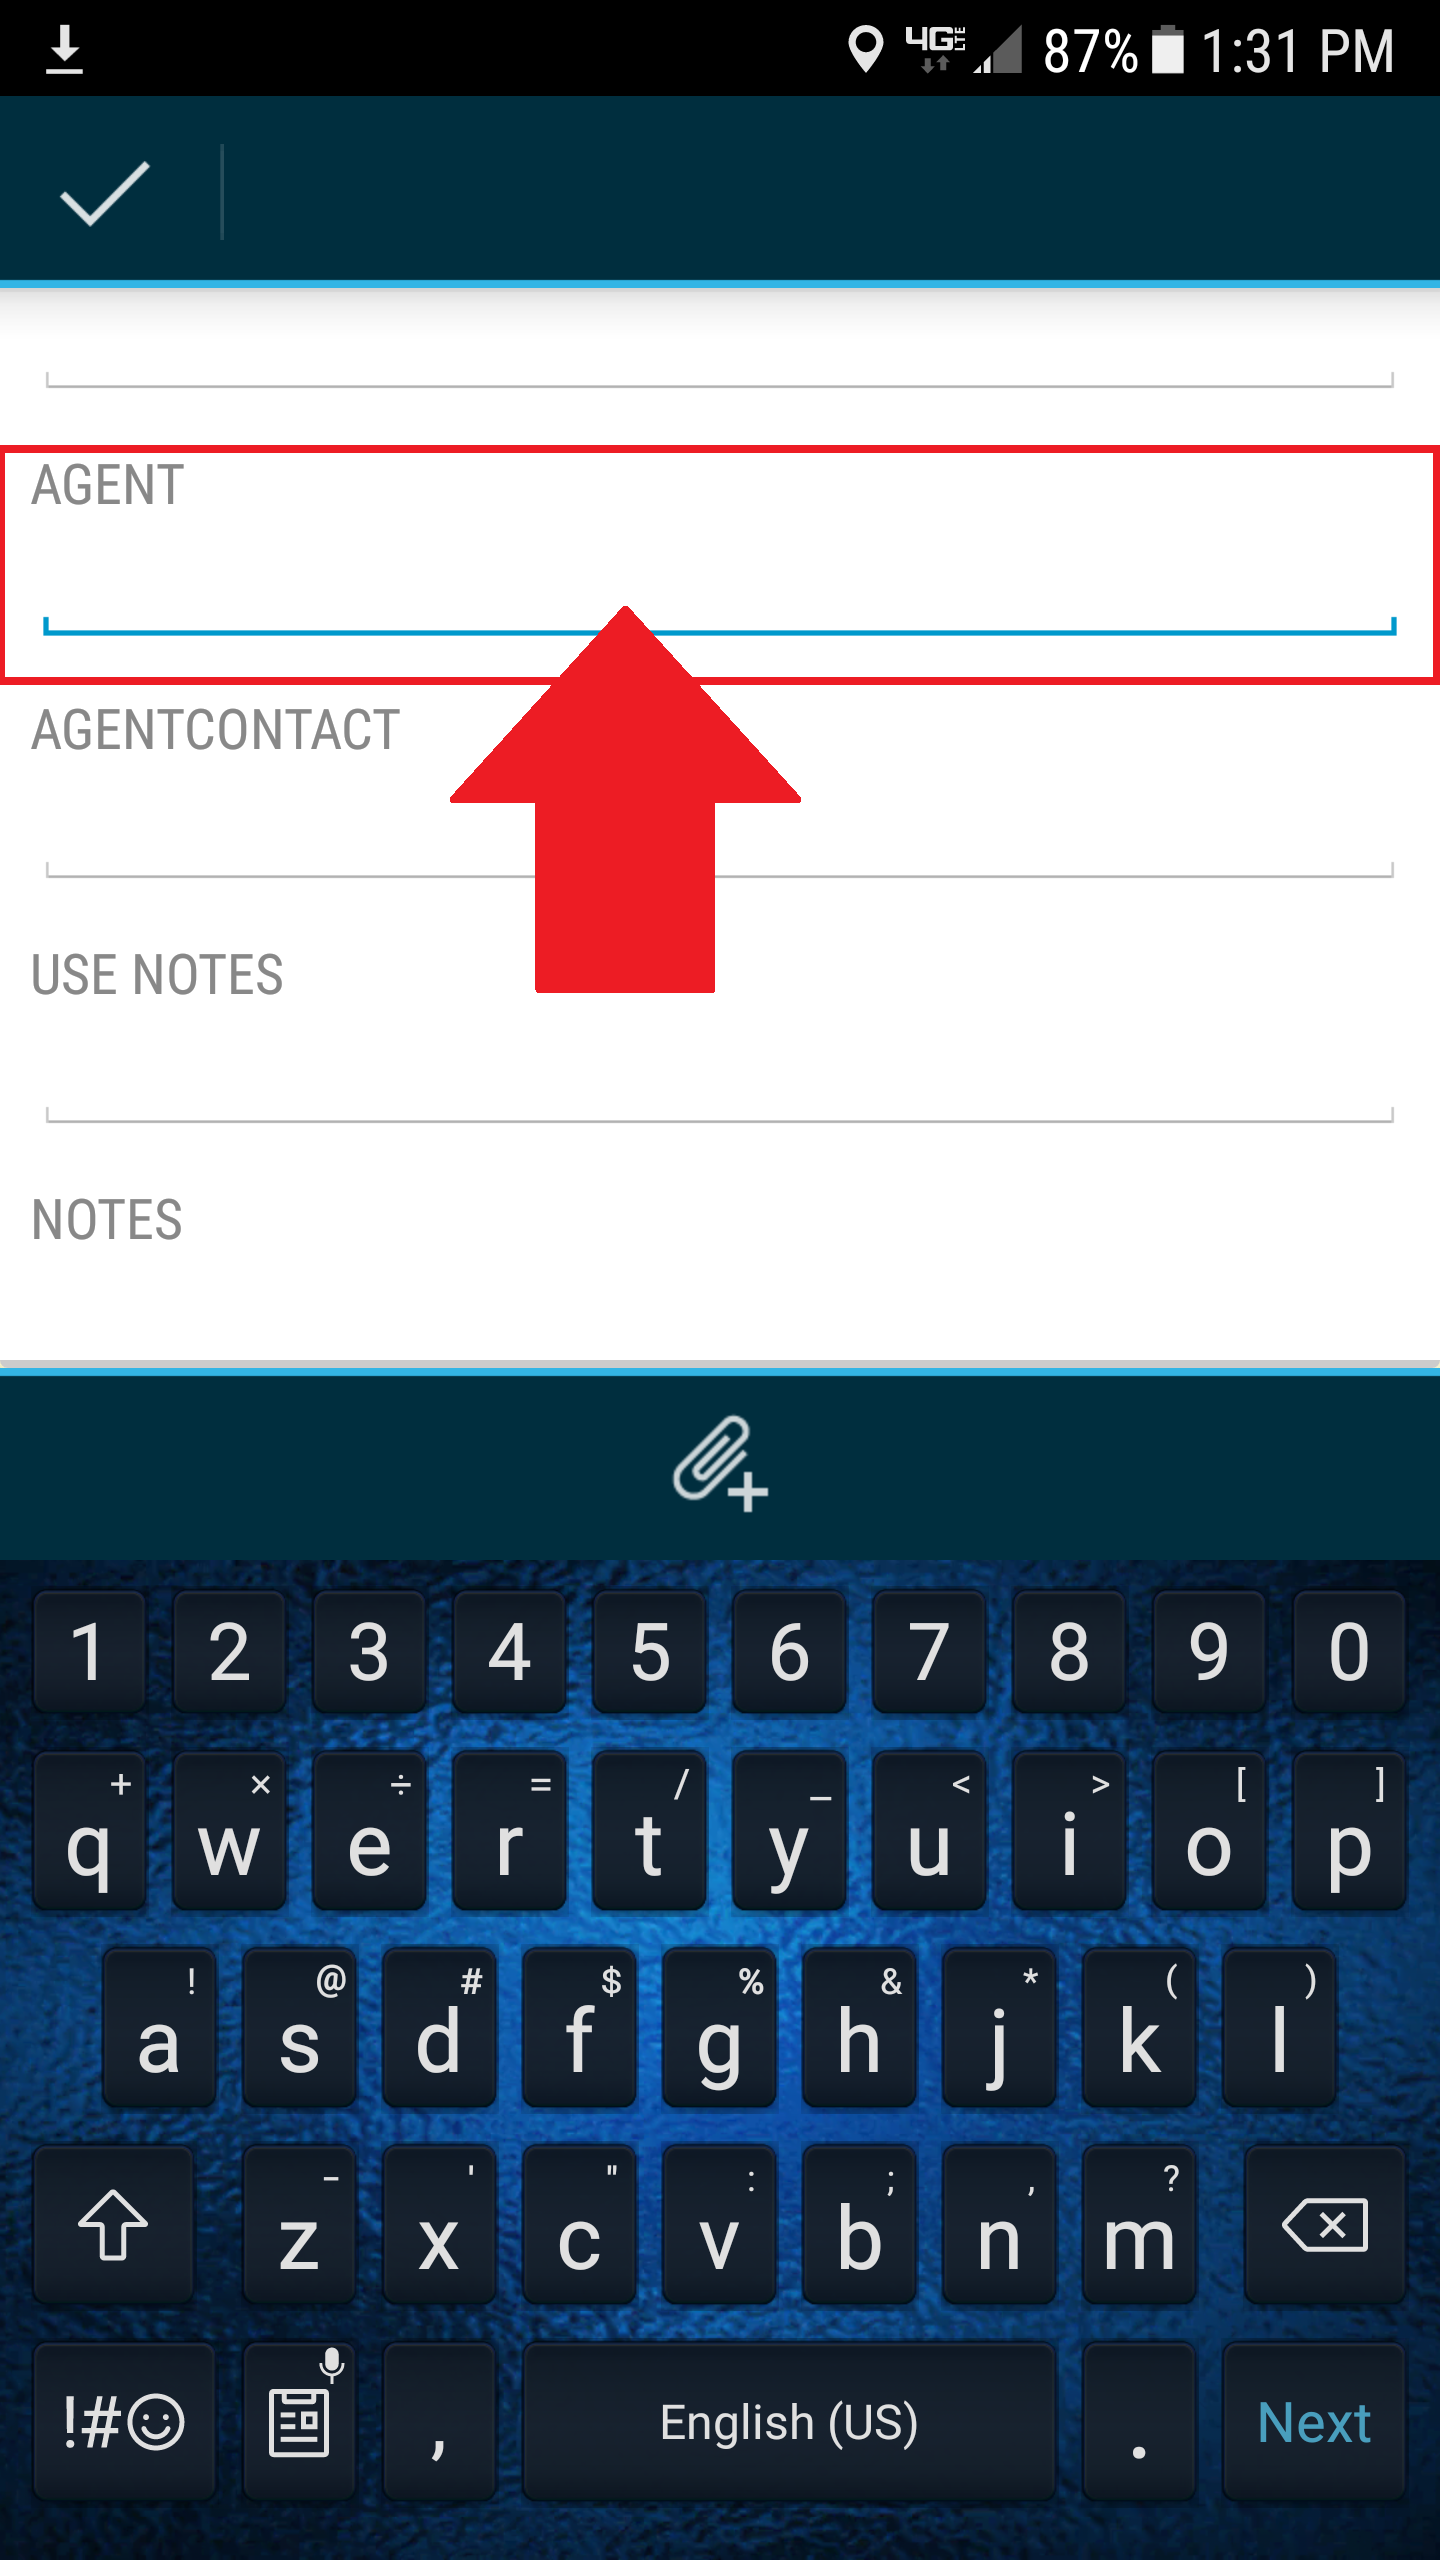 4G LTE 87% 1:31 PM
AGENT
AGENTCONTACT
USE NOTES
NOTES
1 2 3 4 5 6 7 8 9 0
+ × ÷ = / _ < > [ ]
q w e r t y u i o p
! @ # $ % & * ( )
a s d f g h j k l
- ' " : ; , ?
z x c v b n m
!#☺ , English (US) . Next